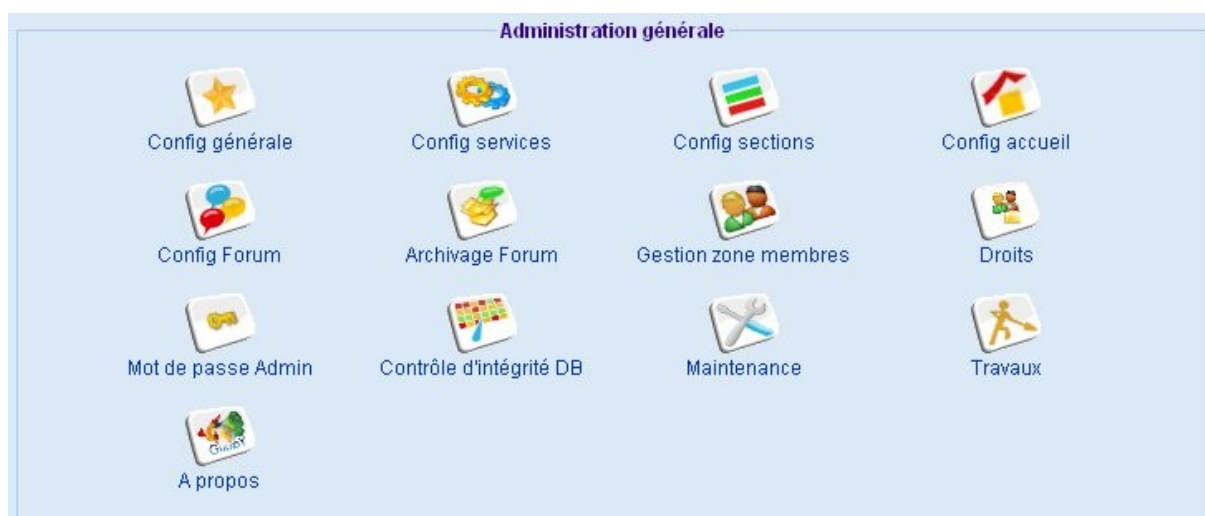 Administration générale
Config générale Config services Config sections Config accueil
Config Forum Archivage Forum Gestion zone membres Droits
Mot de passe Admin Contrôle d'intégrité DB Maintenance Travaux
GuppY
A propos